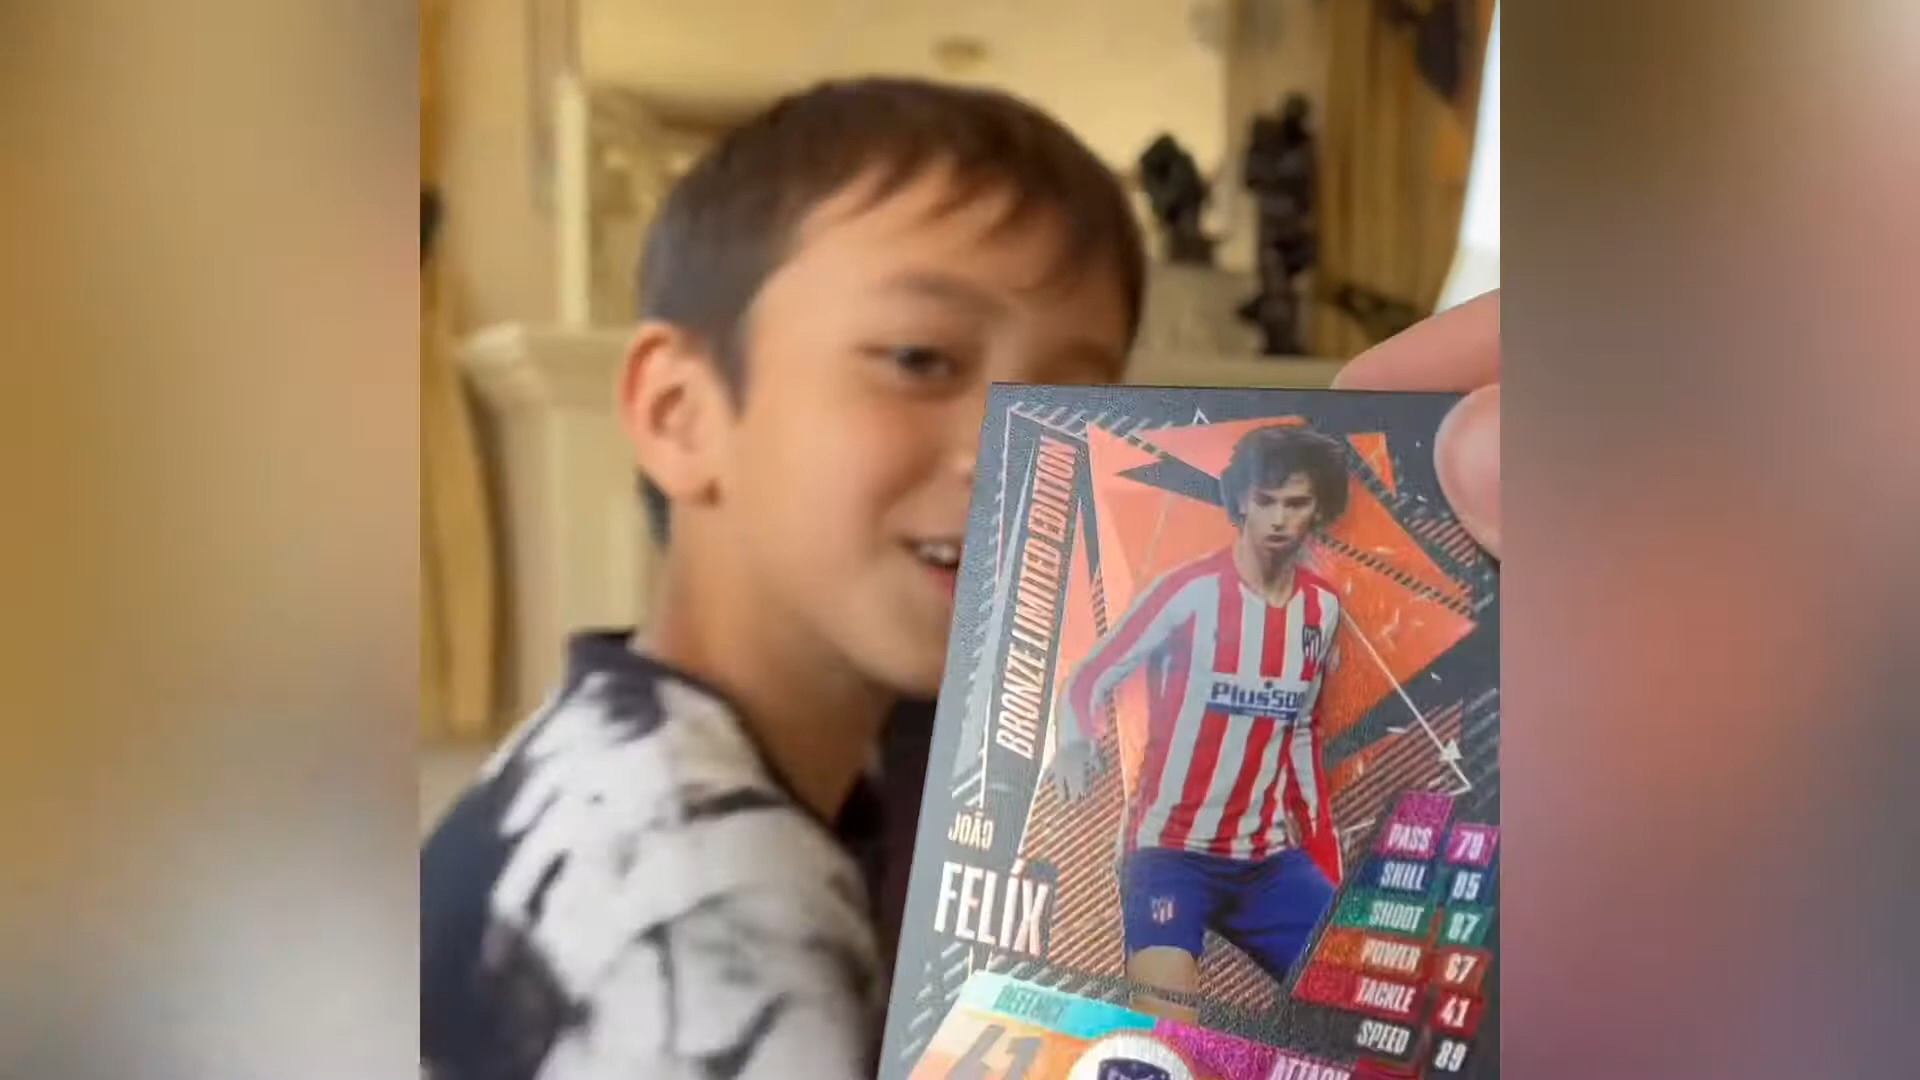 BRONZE LIMITED EDITION
JOÃO
FELÍX
PASS 79
SKILL 85
SHOOT 87
POWER 67
TACKLE 41
SPEED 89
DEFENCE
41
ATTACK